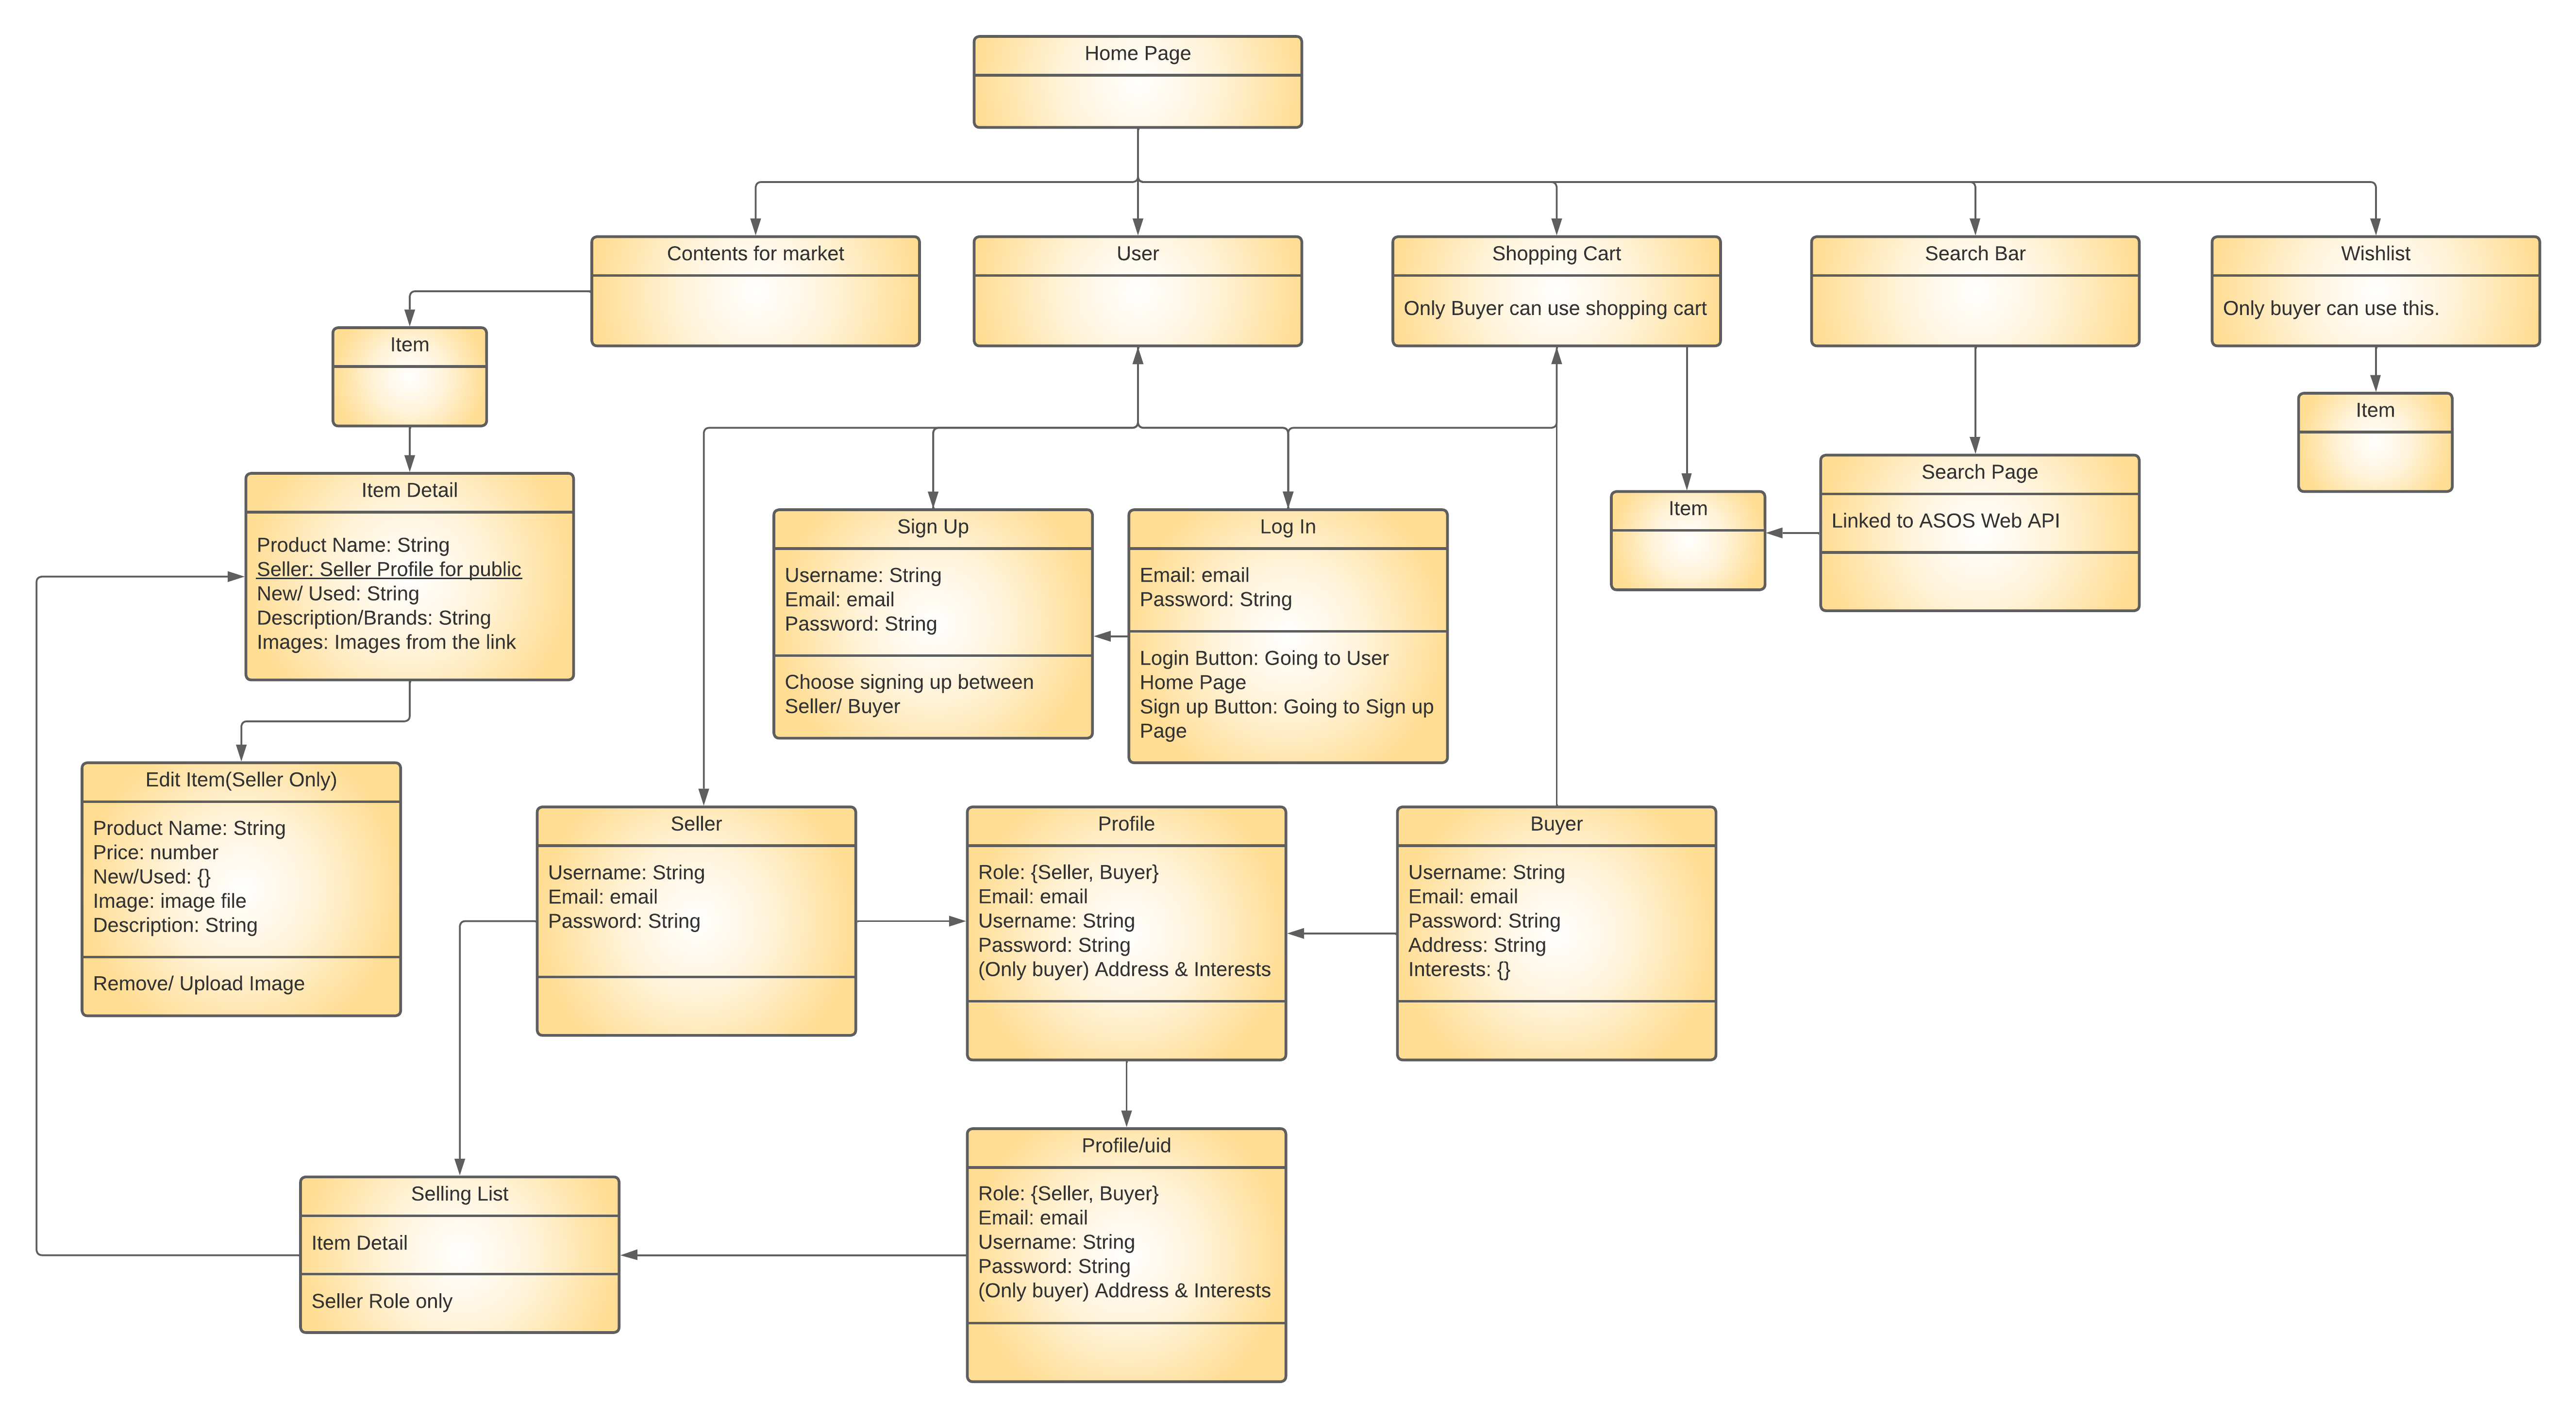 Home Page
Contents for market
User
Shopping Cart
Only Buyer can use shopping cart
Search Bar
Wishlist
Only buyer can use this.
Item
Item
Item Detail
Product Name: String
Seller: Seller Profile for public
New/ Used: String
Description/Brands: String
Images: Images from the link
Sign Up
Username: String
Email: email
Password: String
Choose signing up between
Seller/ Buyer
Log In
Email: email
Password: String
Login Button: Going to User
Home Page
Sign up Button: Going to Sign up
Page
Item
Search Page
Linked to ASOS Web API
Edit Item(Seller Only)
Product Name: String
Price: number
New/Used: {}
Image: image file
Description: String
Remove/ Upload Image
Seller
Username: String
Email: email
Password: String
Profile
Role: {Seller, Buyer}
Email: email
Username: String
Password: String
(Only buyer) Address & Interests
Buyer
Username: String
Email: email
Password: String
Address: String
Interests: {}
Selling List
Item Detail
Seller Role only
Profile/uid
Role: {Seller, Buyer}
Email: email
Username: String
Password: String
(Only buyer) Address & Interests